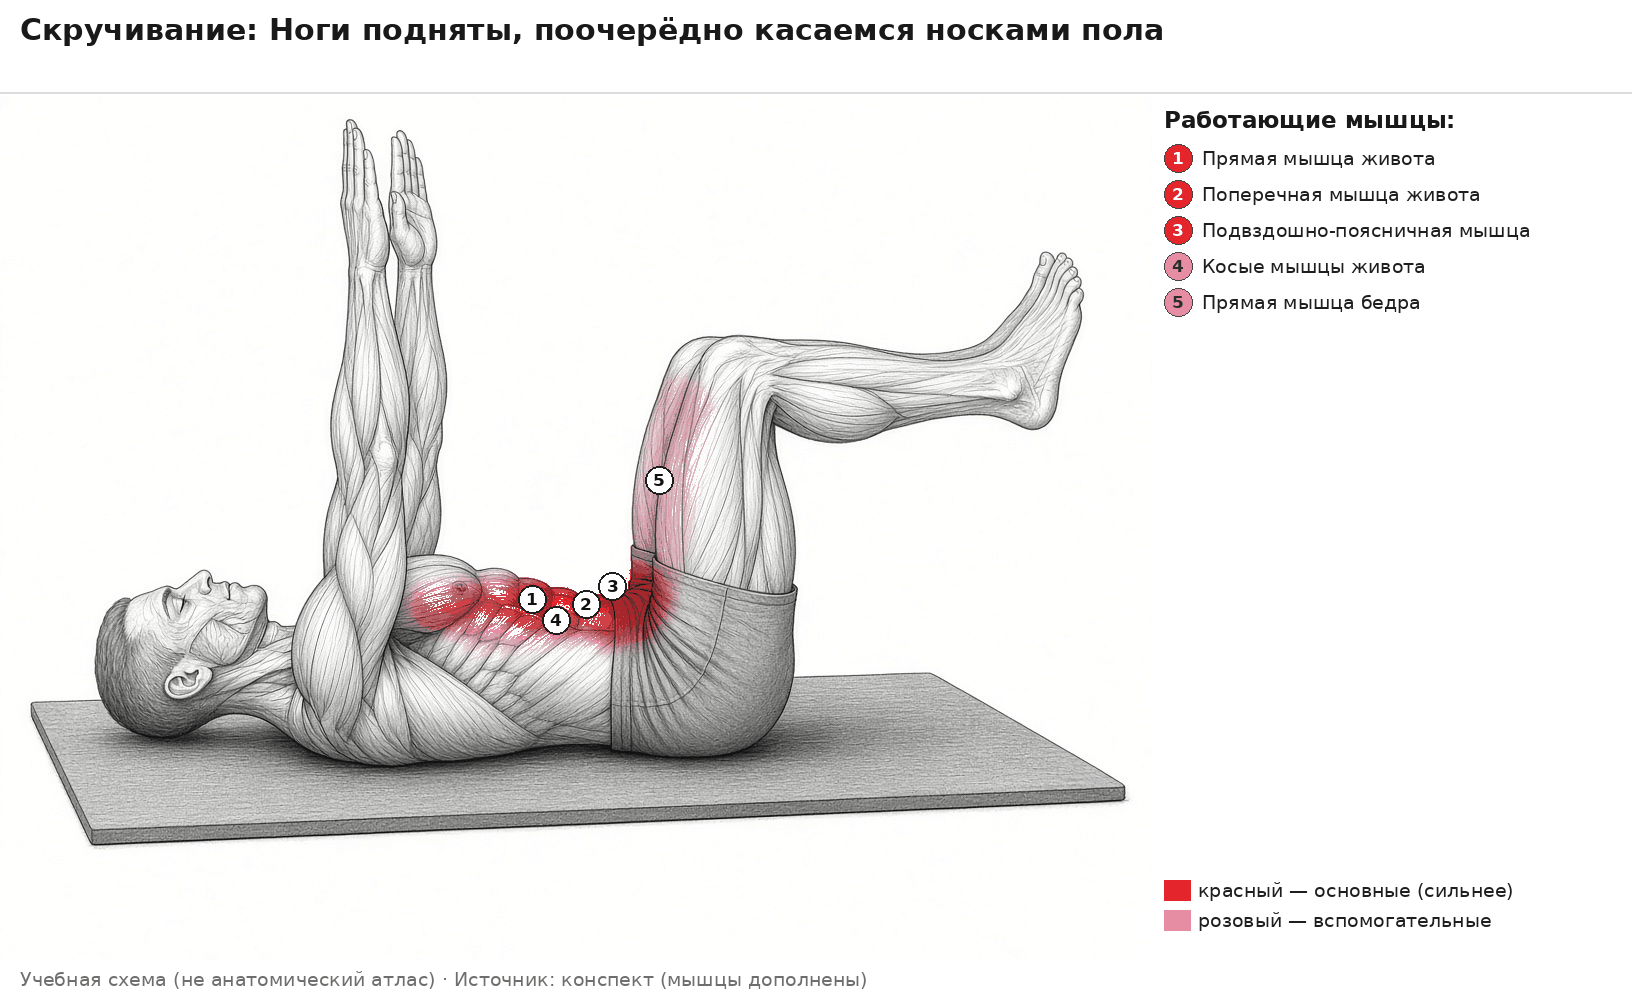 Скручивание: Ноги подняты, поочерёдно касаемся носками пола
Работающие мышцы:
1 Прямая мышца живота
2 Поперечная мышца живота
3 Подвздошно-поясничная мышца
4 Косые мышцы живота
5 Прямая мышца бедра
5
3
1
2
4
красный — основные (сильнее)
розовый — вспомогательные
Учебная схема (не анатомический атлас) · Источник: конспект (мышцы дополнены)